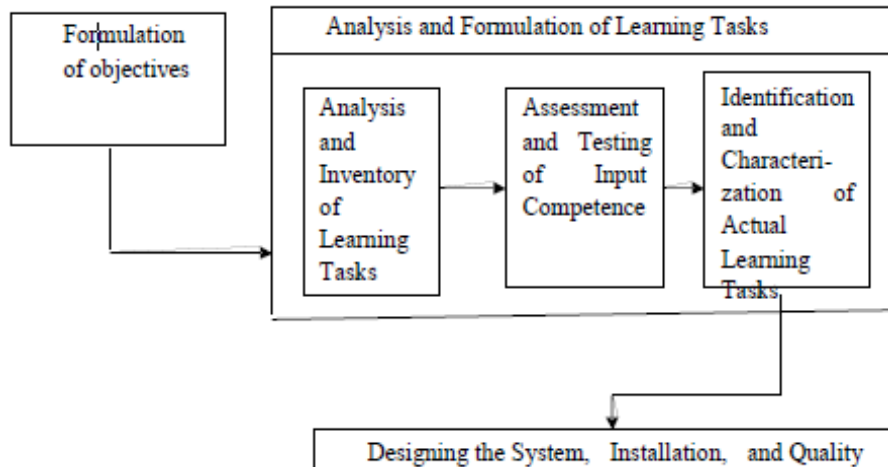 Formulation
of objectives
Analysis and Formulation of Learning Tasks
Analysis
and
Inventory
of
Learning
Tasks
Assessment
and Testing
of Input
Competence
Identification
and
Characteri-
zation of
Actual
Learning
Tasks
Designing the System, Installation, and Quality